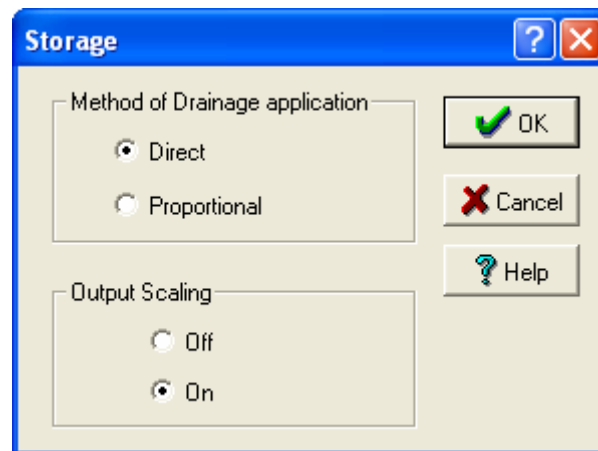 Storage
Method of Drainage application
Direct
Proportional
OK
Cancel
Help
Output Scaling
Off
On